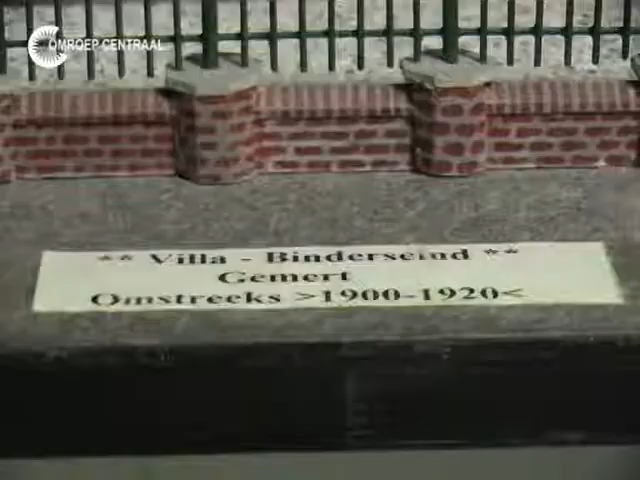 OMROEP CENTRAAL
** Villa - Binderseind **
Gemert
Omstreeks >1900-1920<